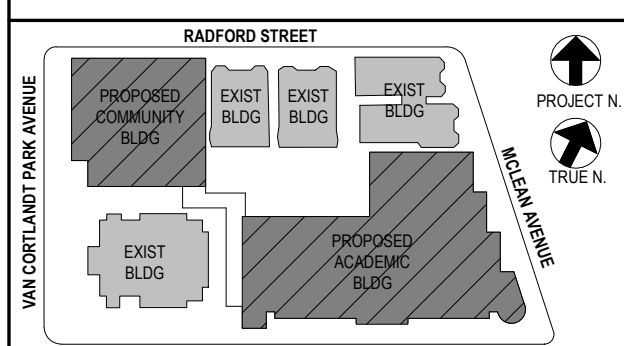 RADFORD STREET
VAN CORTLANDT PARK AVENUE
PROPOSED
COMMUNITY
BLDG
EXIST
BLDG
EXIST
BLDG
EXIST
BLDG
PROJECT N.
TRUE N.
MCLEAN AVENUE
EXIST
BLDG
PROPOSED
ACADEMIC
BLDG